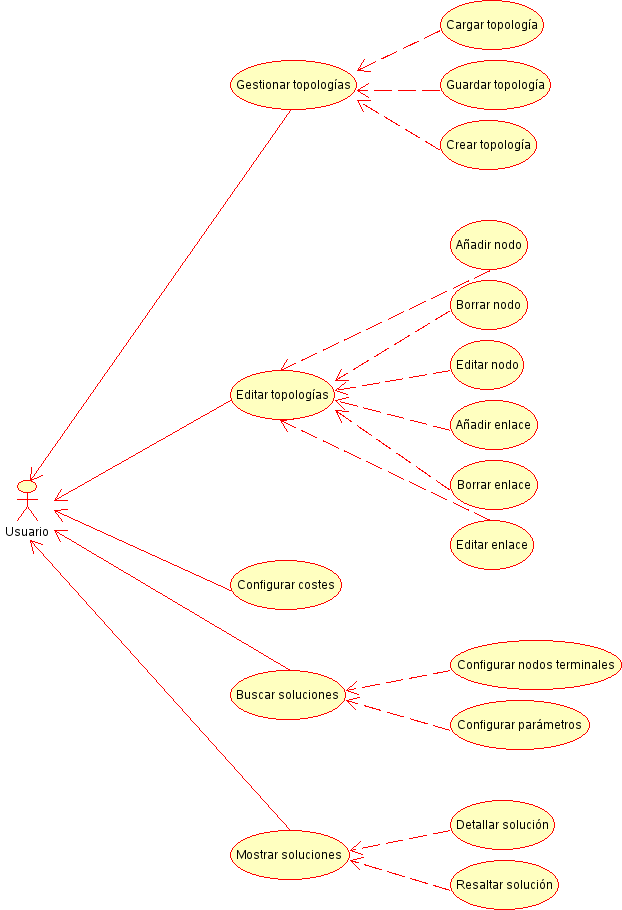 Cargar topología
Gestionar topologías
Guardar topología
Crear topología
Añadir nodo
Borrar nodo
Editar nodo
Editar topologías
Añadir enlace
Borrar enlace
Usuario
Editar enlace
Configurar costes
Configurar nodos terminales
Buscar soluciones
Configurar parámetros
Detallar solución
Mostrar soluciones
Resaltar solución